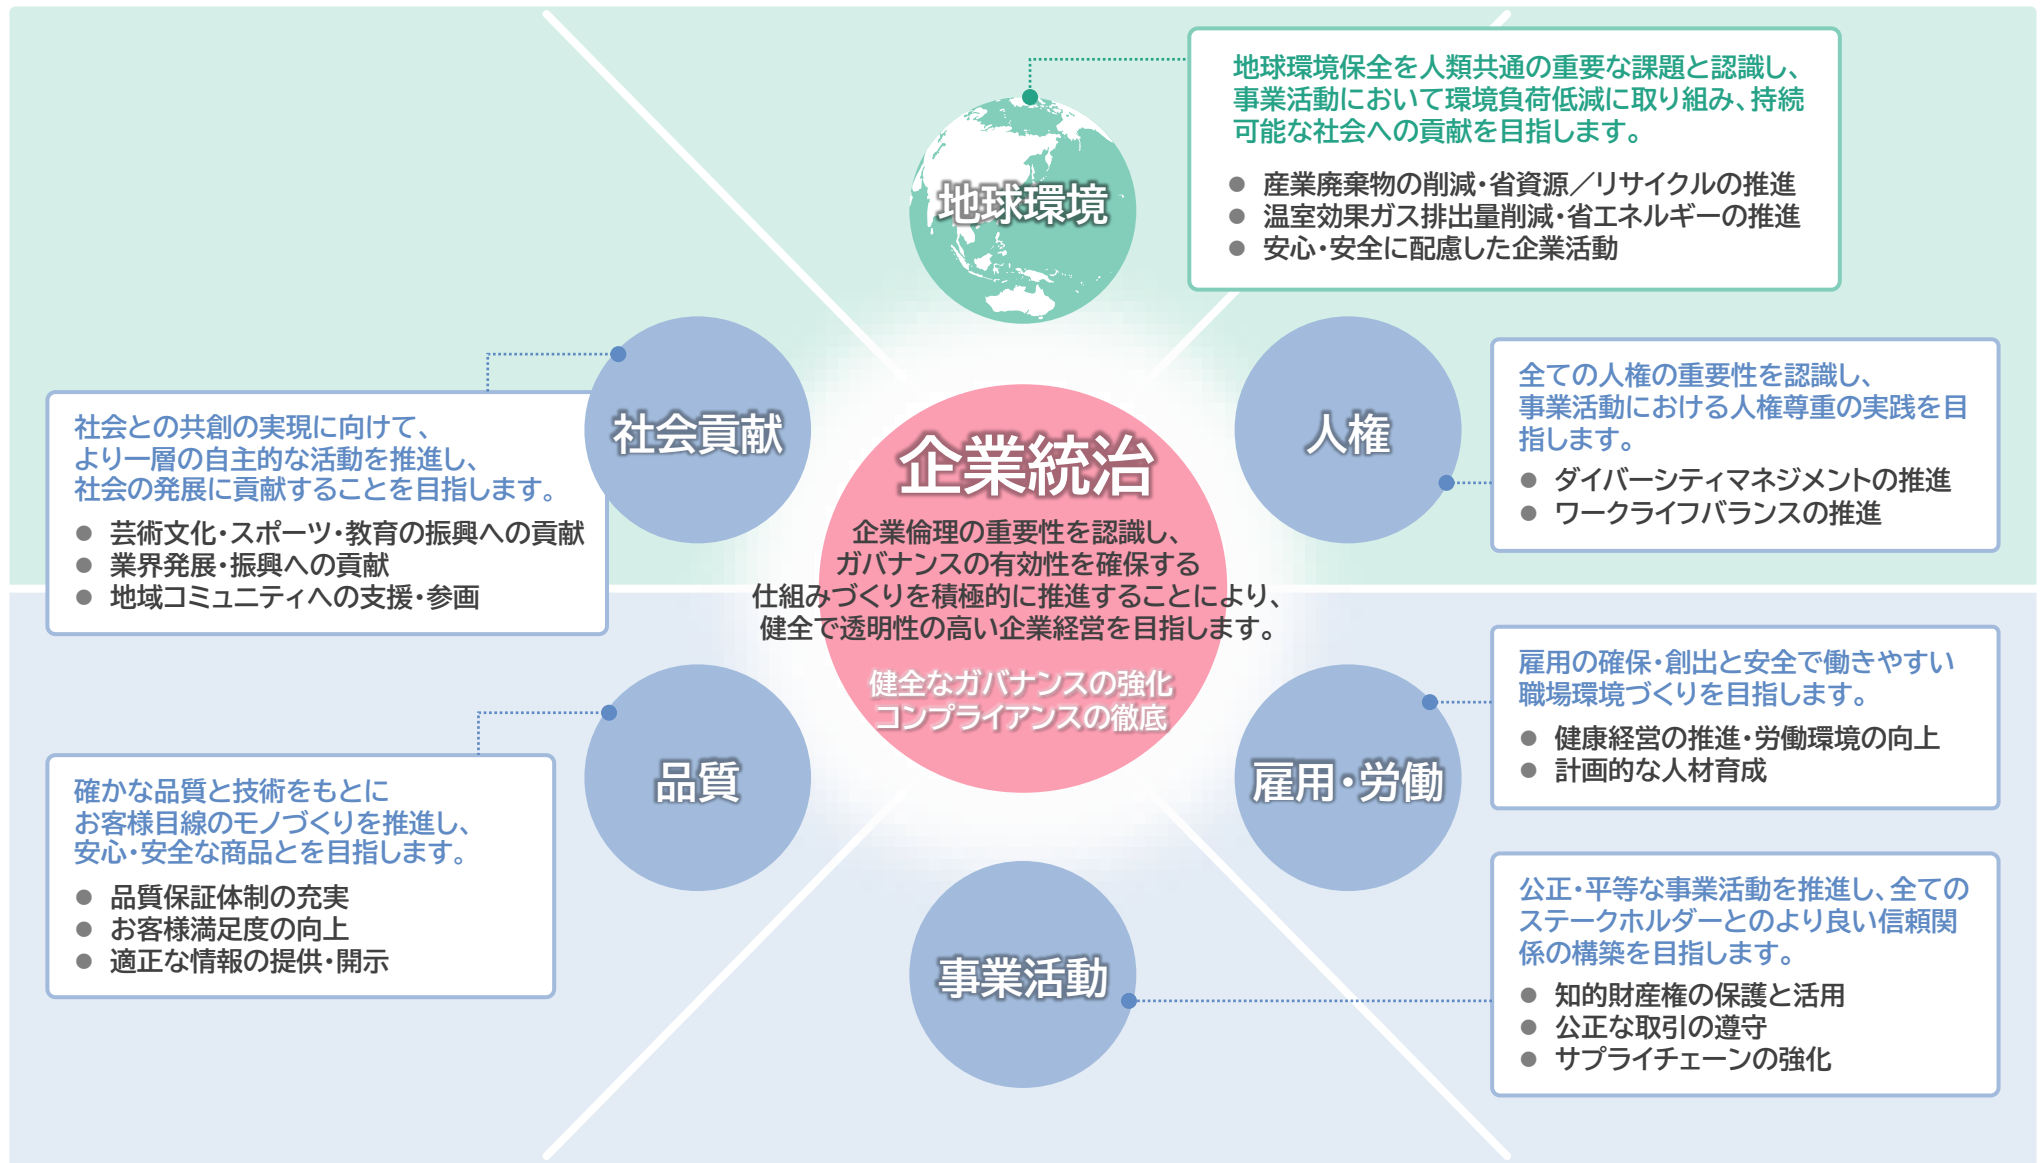 地球環境
地球環境保全を人類共通の重要な課題と認識し、
事業活動において環境負荷低減に取り組み、持続
可能な社会への貢献を目指します。
● 産業廃棄物の削減・省資源／リサイクルの推進
● 温室効果ガス排出量削減・省エネルギーの推進
● 安心・安全に配慮した企業活動
社会貢献
社会との共創の実現に向けて、
より一層の自主的な活動を推進し、
社会の発展に貢献することを目指します。
● 芸術文化・スポーツ・教育の振興への貢献
● 業界発展・振興への貢献
● 地域コミュニティへの支援・参画
企業統治
企業倫理の重要性を認識し、
ガバナンスの有効性を確保する
仕組みづくりを積極的に推進することにより、
健全で透明性の高い企業経営を目指します。
健全なガバナンスの強化
コンプライアンスの徹底
人権
全ての人権の重要性を認識し、
事業活動における人権尊重の実践を目
指します。
● ダイバーシティマネジメントの推進
● ワークライフバランスの推進
品質
確かな品質と技術をもとに
お客様目線のモノづくりを推進し、
安心・安全な商品とを目指します。
● 品質保証体制の充実
● お客様満足度の向上
● 適正な情報の提供・開示
雇用・労働
雇用の確保・創出と安全で働きやすい
職場環境づくりを目指します。
● 健康経営の推進・労働環境の向上
● 計画的な人材育成
事業活動
公正・平等な事業活動を推進し、全ての
ステークホルダーとのより良い信頼関
係の構築を目指します。
● 知的財産権の保護と活用
● 公正な取引の遵守
● サプライチェーンの強化